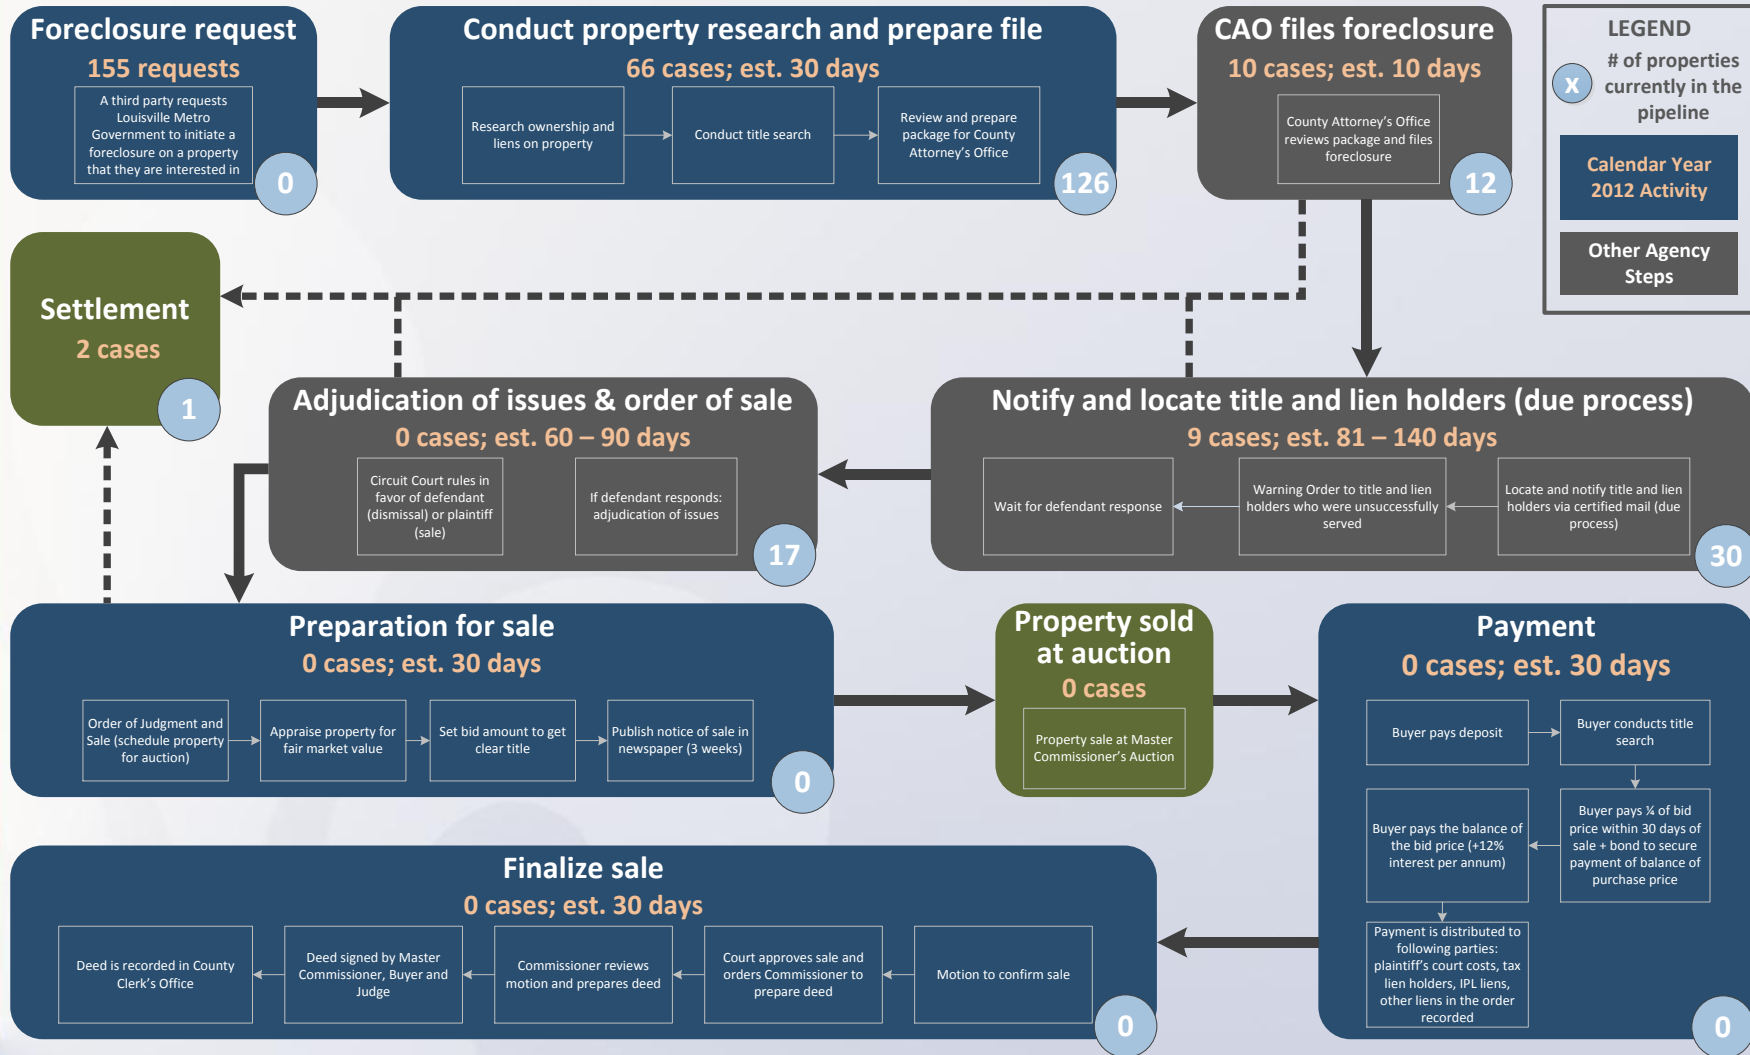 Foreclosure request
155 requests
A third party requests
Louisville Metro
Government to initiate a
foreclosure on a property
that they are interested in
0
Conduct property research and prepare file
66 cases; est. 30 days
Research ownership and
liens on property
Conduct title search
Review and prepare
package for County
Attorney's Office
126
CAO files foreclosure
10 cases; est. 10 days
County Attorney's Office
reviews package and files
foreclosure
12
LEGEND
X
# of properties
currently in the
pipeline
Calendar Year
2012 Activity
Other Agency
Steps
Settlement
2 cases
1
Adjudication of issues & order of sale
0 cases; est. 60 – 90 days
Circuit Court rules in
favor of defendant
(dismissal) or plaintiff
(sale)
If defendant responds:
adjudication of issues
17
Notify and locate title and lien holders (due process)
9 cases; est. 81 – 140 days
Wait for defendant response
Warning Order to title and lien
holders who were unsuccessfully
served
Locate and notify title and lien
holders via certified mail (due
process)
30
Preparation for sale
0 cases; est. 30 days
Order of Judgment and
Sale (schedule property
for auction)
Appraise property for
fair market value
Set bid amount to get
clear title
Publish notice of sale in
newspaper (3 weeks)
0
Property sold
at auction
0 cases
Property sale at Master
Commissioner's Auction
Payment
0 cases; est. 30 days
Buyer pays deposit
Buyer conducts title
search
Buyer pays the balance of
the bid price (+12%
interest per annum)
Buyer pays ¼ of bid
price within 30 days of
sale + bond to secure
payment of balance of
purchase price
Payment is distributed to
following parties:
plaintiff's court costs, tax
lien holders, IPL liens,
other liens in the order
recorded
0
Finalize sale
0 cases; est. 30 days
Deed is recorded in County
Clerk's Office
Deed signed by Master
Commissioner, Buyer and
Judge
Commissioner reviews
motion and prepares deed
Court approves sale and
orders Commissioner to
prepare deed
Motion to confirm sale
0